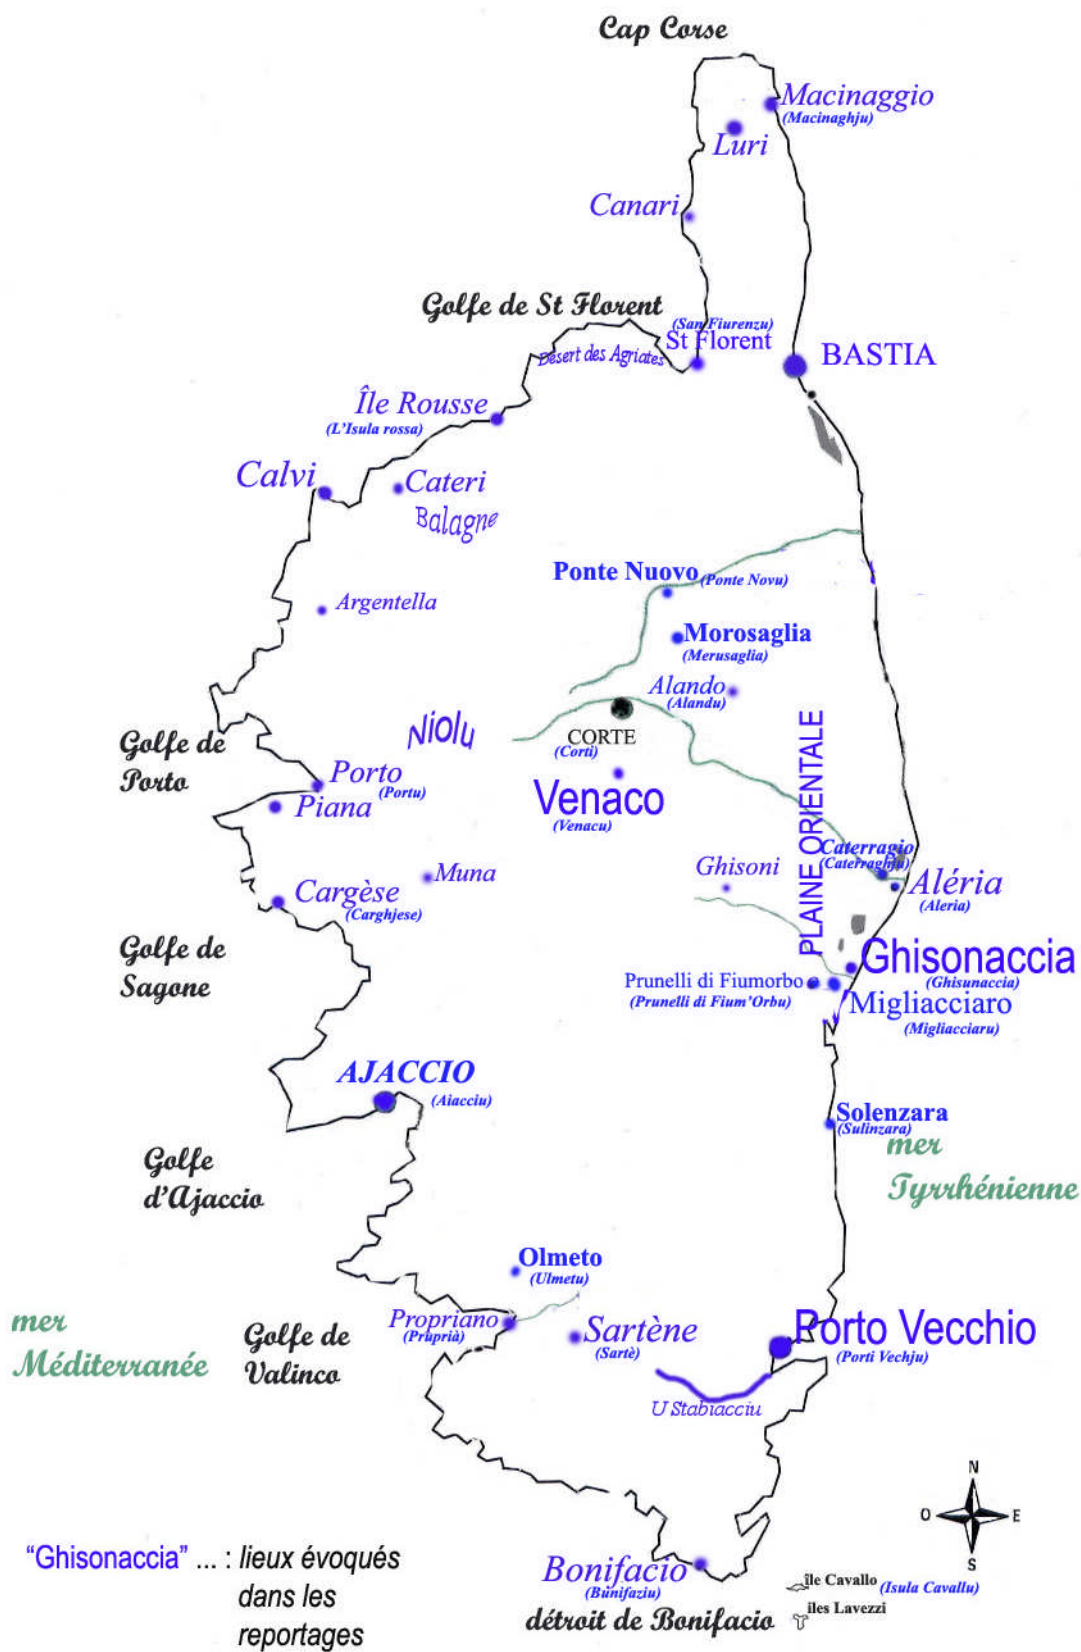 Cap Corse
Macinaggio
(Macinaghju)
Luri
Canari
Golfe de St Florent
(San Fiurenzu)
St Florent
Désert des Agriates
BASTIA
Île Rousse
(L'Isula rossa)
Calvi
Cateri
Balagne
Ponte Nuovo (Ponte Novu)
Argentella
Morosaglia
(Merusaglia)
Alando
(Alandu)
Niolu
CORTE
(Corti)
Golfe de
Porto
Porto
(Portu)
Piana
Venaco
(Venacu)
PLAINE ORIENTALE
Caterragio
(Caterraghju)
Ghisoni
Muna
Aléria
(Aleria)
Cargèse
(Carghjese)
Golfe de
Sagone
Ghisonaccia
(Ghisunaccia)
Prunelli di Fiumorbo
(Prunelli di Fium'Orbu)
Migliacciaro
(Migliacciaru)
AJACCIO
(Aiacciu)
Solenzara
(Sulinzara)
mer
Tyrrhénienne
Golfe
d'Ajaccio
Olmeto
(Ulmetu)
mer
Méditerranée
Golfe de
Valinco
Propriano
(Prupria)
Sartène
(Sartè)
Porto Vecchio
(Porti Vechju)
U Stabiacciu
N
O
E
S
"Ghisonaccia" ... : lieux évoqués
dans les
reportages
Bonifacio
(Bunifaziu)
détroit de Bonifacio
île Cavallo (Isula Cavallu)
îles Lavezzi